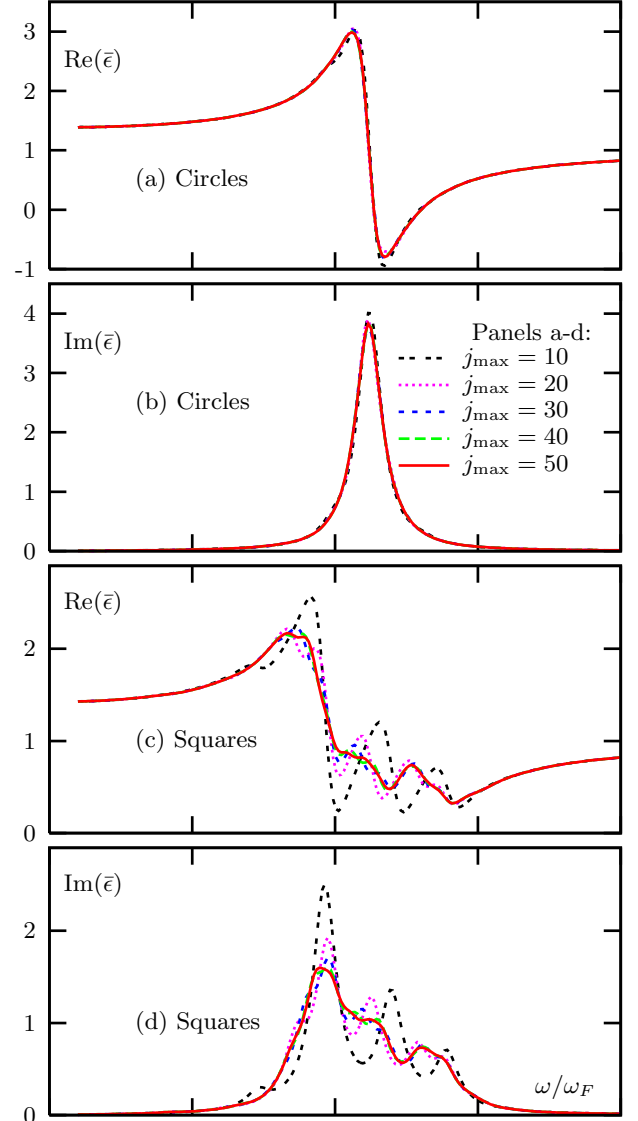 3
Re(ϵ̄)
2
1
(a) Circles
0
-1
4
Im(ϵ̄)
Panels a-d:
j_max = 10
3
j_max = 20
(b) Circles
j_max = 30
2
j_max = 40
j_max = 50
1
0
Re(ϵ̄)
2
(c) Squares
1
0
Im(ϵ̄)
2
(d) Squares
1
ω/ω_F
0